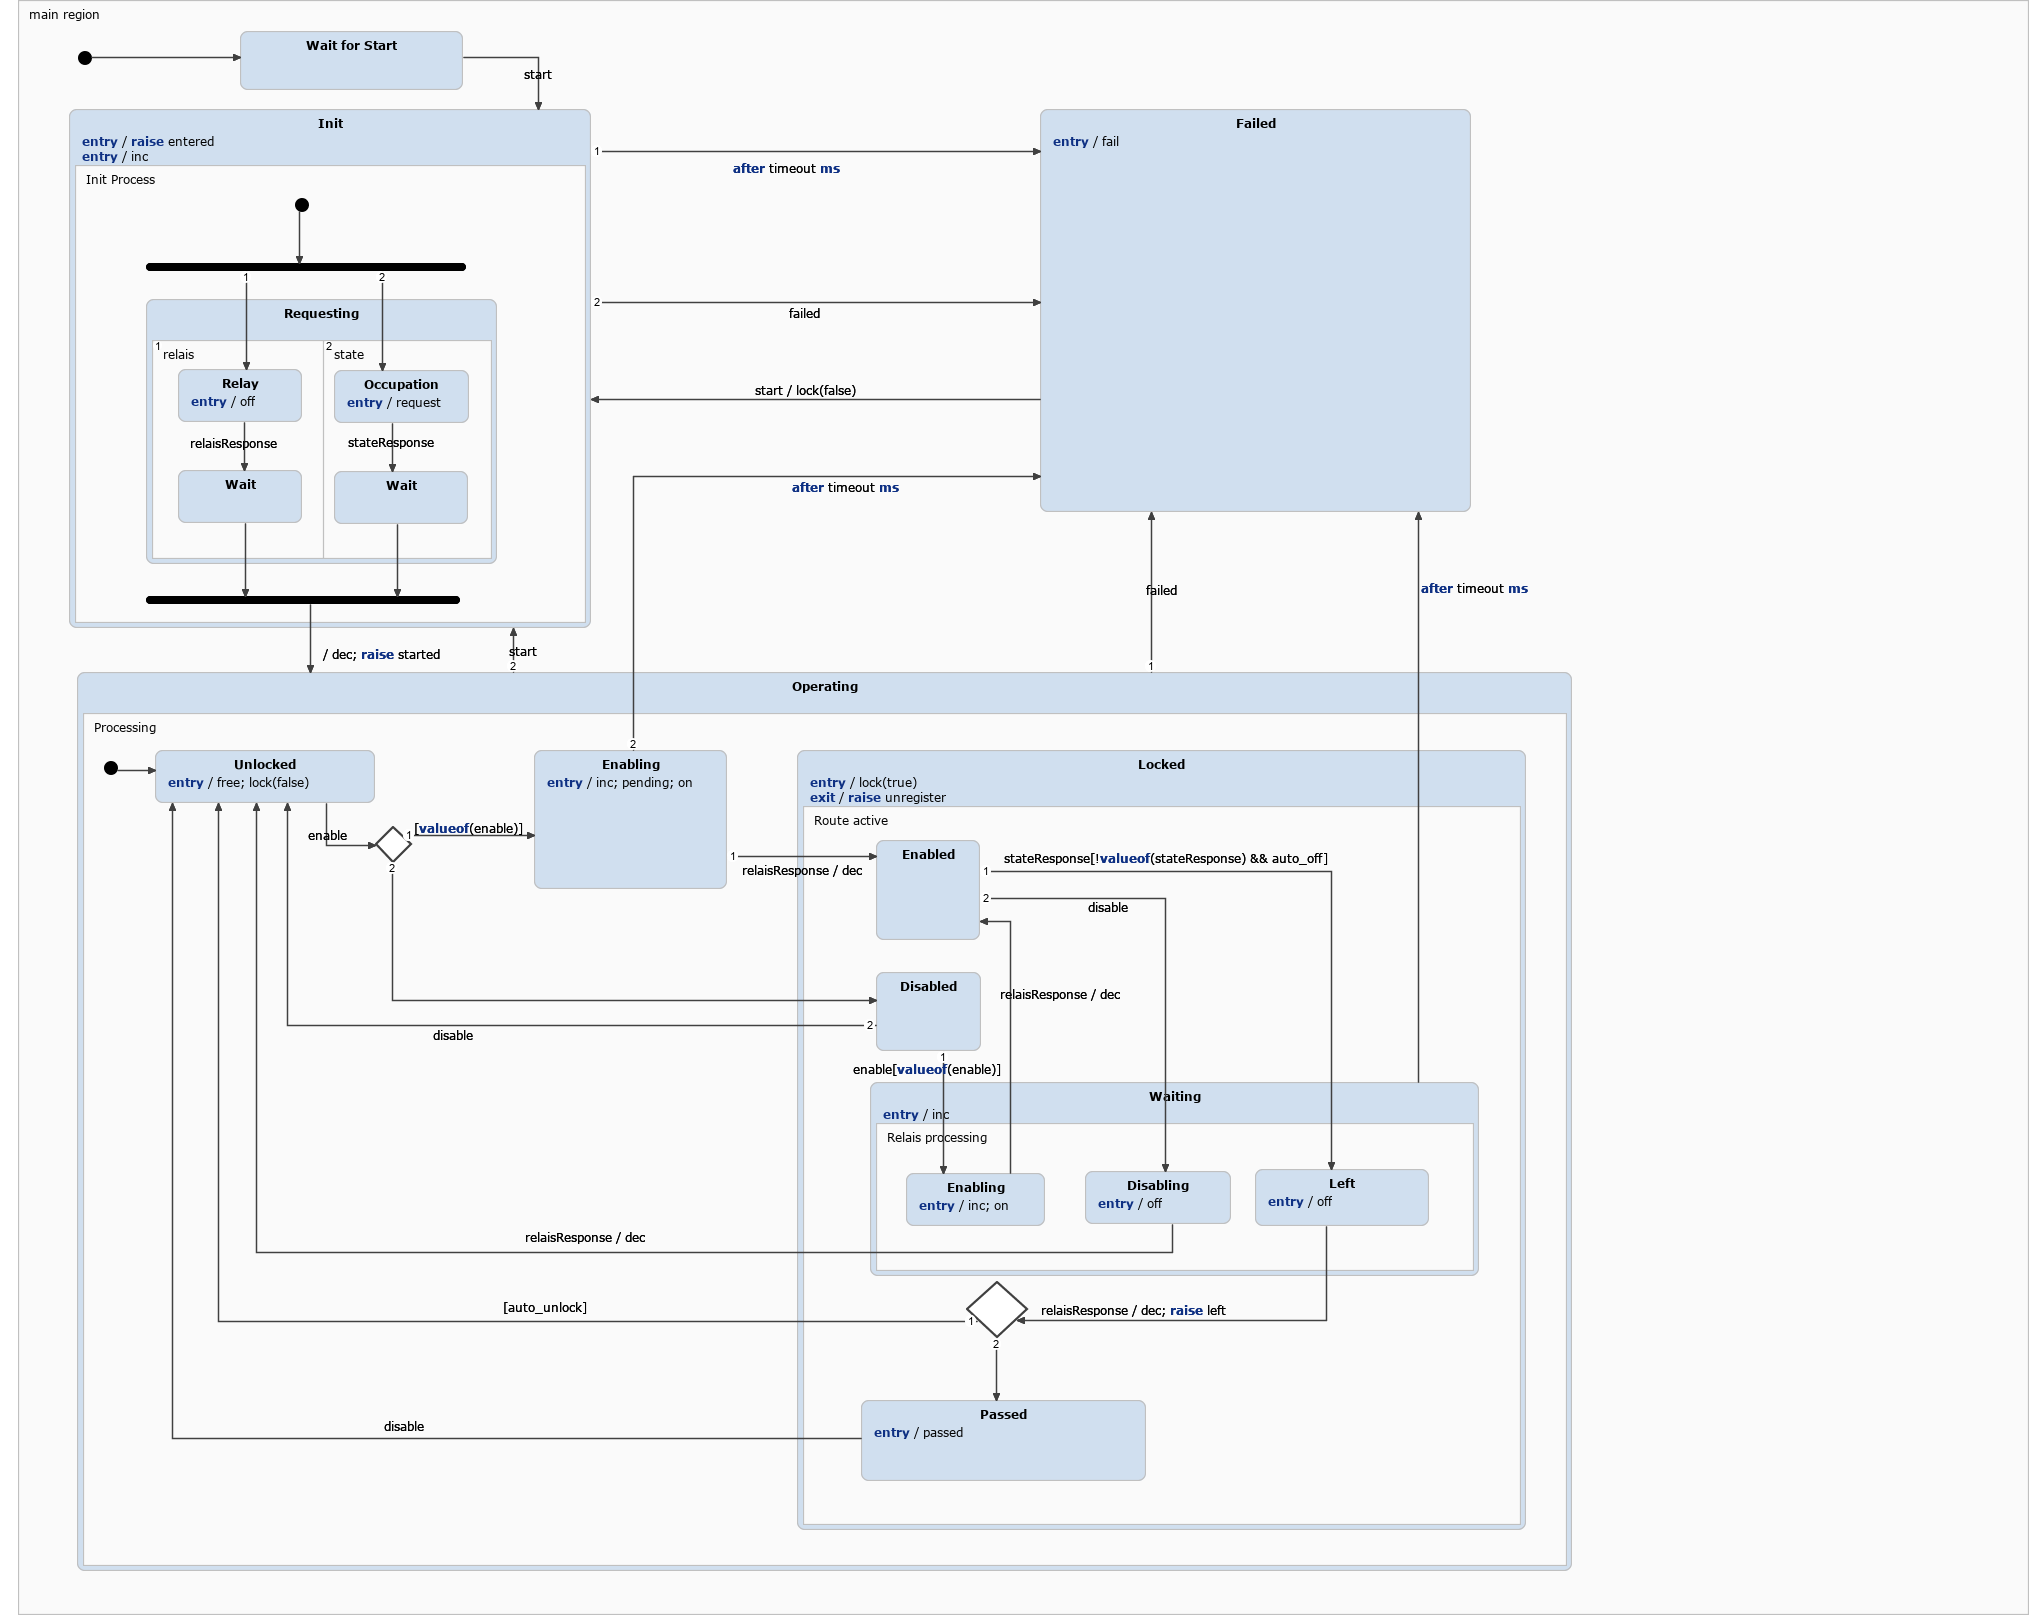 main region
Wait for Start
start
Init
entry / raise entered
entry / inc
Init Process
1
2
Requesting
1
relais
2
state
Relay
entry / off
Occupation
entry / request
relaisResponse
stateResponse
Wait
Wait
1
after timeout ms
2
failed
start / lock(false)
after timeout ms
Failed
entry / fail
failed
1
after timeout ms
/ dec; raise started
start
2
Operating
Processing
Unlocked
entry / free; lock(false)
enable
1
[valueof(enable)]
2
2
Enabling
entry / inc; pending; on
1
relaisResponse / dec
Locked
entry / lock(true)
exit / raise unregister
Route active
Enabled
1
stateResponse[!valueof(stateResponse) && auto_off]
2
disable
Disabled
relaisResponse / dec
2
disable
1
enable[valueof(enable)]
Waiting
entry / inc
Relais processing
Enabling
entry / inc; on
Disabling
entry / off
Left
entry / off
relaisResponse / dec
[auto_unlock]
1
relaisResponse / dec; raise left
2
Passed
entry / passed
disable